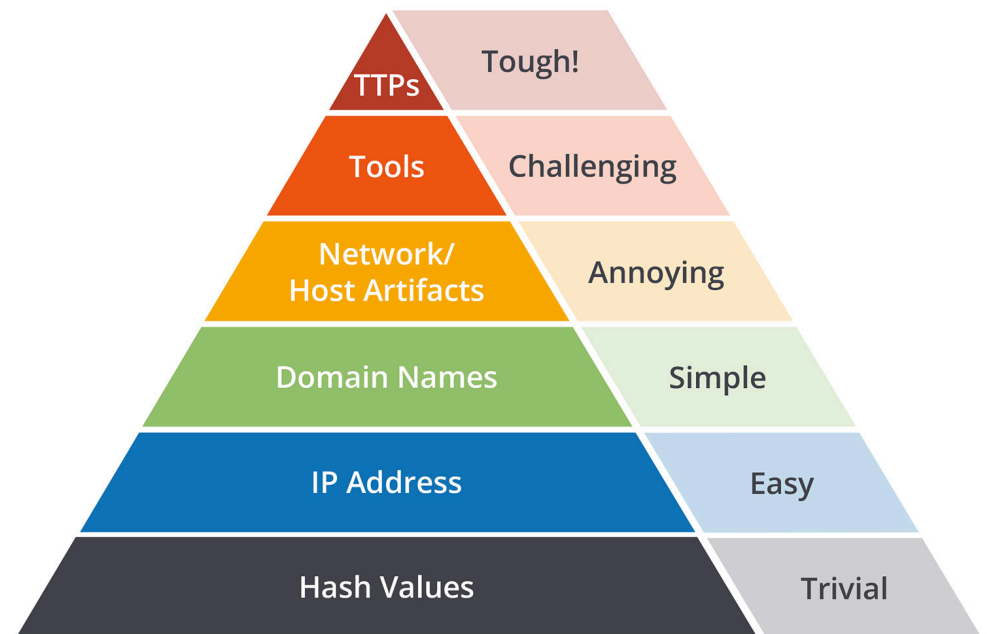 TTPs
Tough!
Tools
Challenging
Network/
Host Artifacts
Annoying
Domain Names
Simple
IP Address
Easy
Hash Values
Trivial